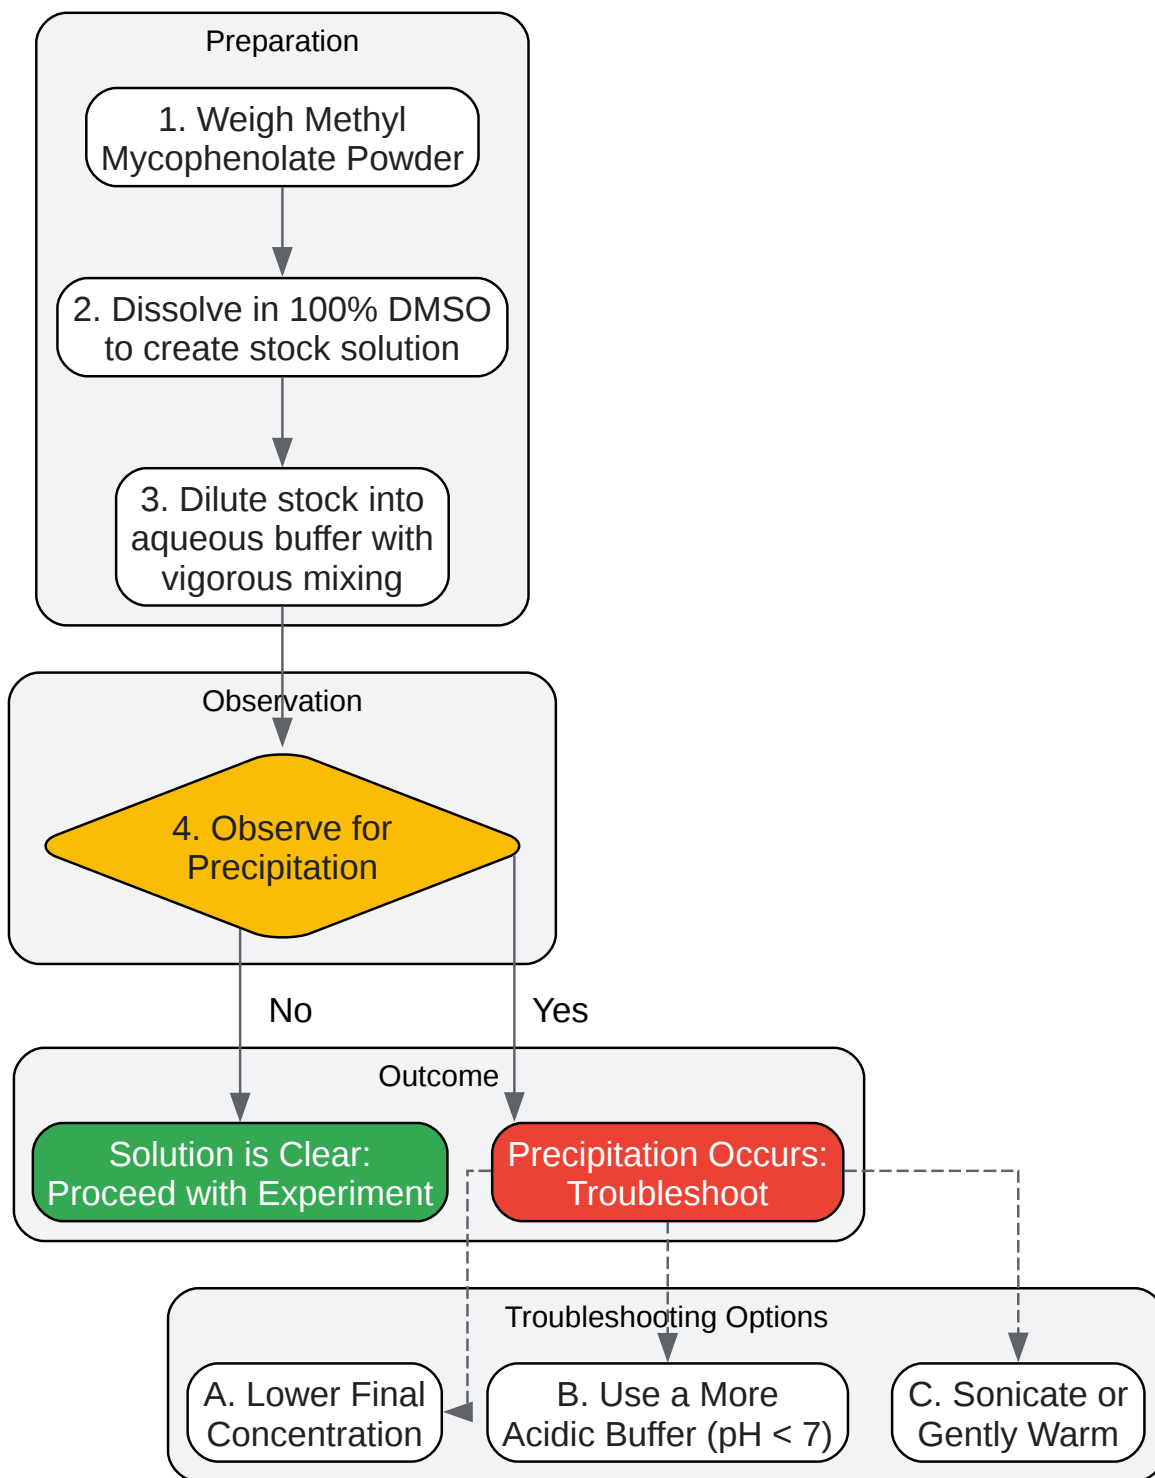 Preparation
1. Weigh Methyl
Mycophenolate Powder
2. Dissolve in 100% DMSO
to create stock solution
3. Dilute stock into
aqueous buffer with
vigorous mixing
Observation
4. Observe for
Precipitation
No
Yes
Outcome
Solution is Clear:
Proceed with Experiment
Precipitation Occurs:
Troubleshoot
Troubleshooting Options
A. Lower Final
Concentration
B. Use a More
Acidic Buffer (pH < 7)
C. Sonicate or
Gently Warm